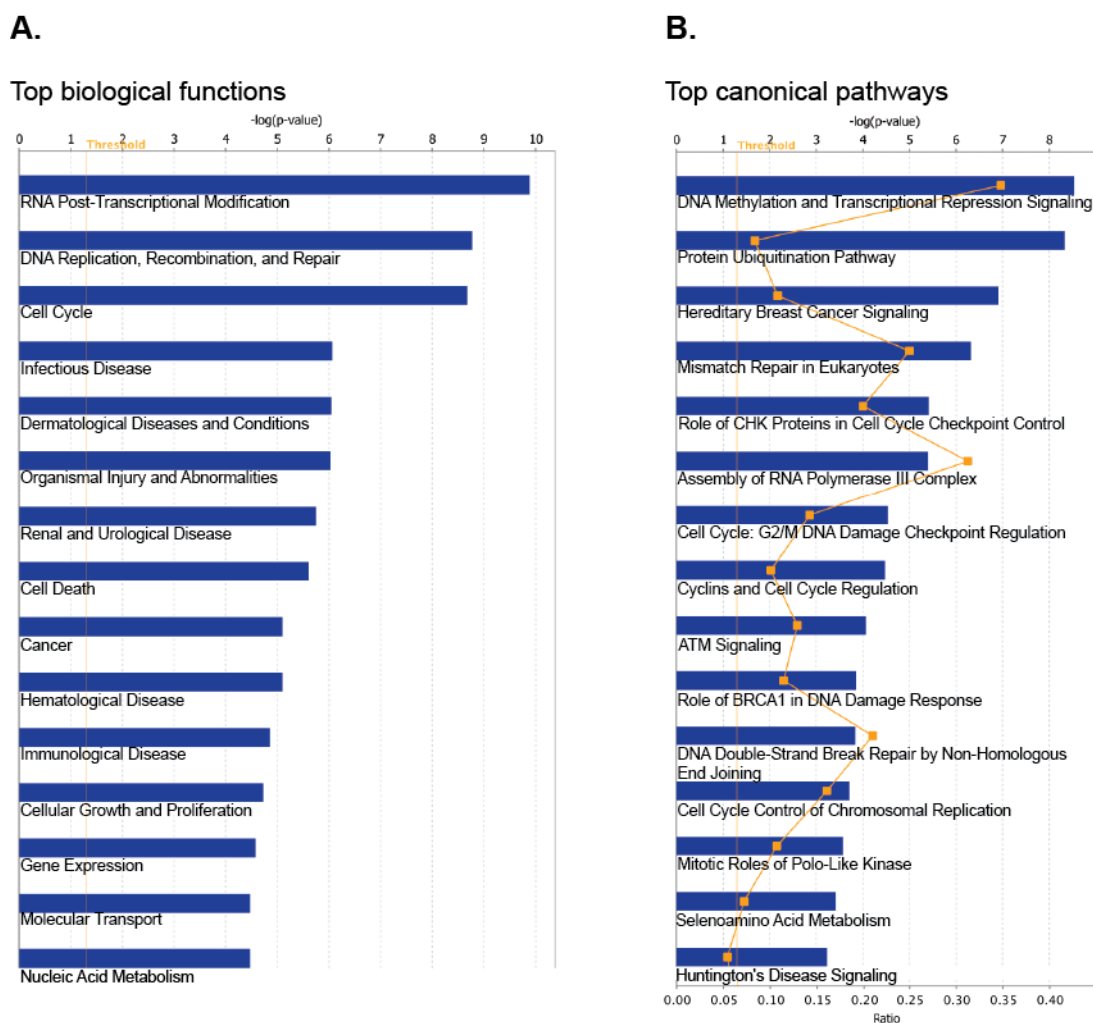 A.
Top biological functions
-log(p-value)
0 1 2 3 4 5 6 7 8 9 10
Threshold
RNA Post-Transcriptional Modification
DNA Replication, Recombination, and Repair
Cell Cycle
Infectious Disease
Dermatological Diseases and Conditions
Organismal Injury and Abnormalities
Renal and Urological Disease
Cell Death
Cancer
Hematological Disease
Immunological Disease
Cellular Growth and Proliferation
Gene Expression
Molecular Transport
Nucleic Acid Metabolism
B.
Top canonical pathways
-log(p-value)
0 1 2 3 4 5 6 7 8
Threshold
DNA Methylation and Transcriptional Repression Signaling
Protein Ubiquitination Pathway
Hereditary Breast Cancer Signaling
Mismatch Repair in Eukaryotes
Role of CHK Proteins in Cell Cycle Checkpoint Control
Assembly of RNA Polymerase III Complex
Cell Cycle: G2/M DNA Damage Checkpoint Regulation
Cyclins and Cell Cycle Regulation
ATM Signaling
Role of BRCA1 in DNA Damage Response
DNA Double-Strand Break Repair by Non-Homologous
End Joining
Cell Cycle Control of Chromosomal Replication
Mitotic Roles of Polo-Like Kinase
Selenoamino Acid Metabolism
Huntington's Disease Signaling
0.00 0.05 0.10 0.15 0.20 0.25 0.30 0.35 0.40
Ratio